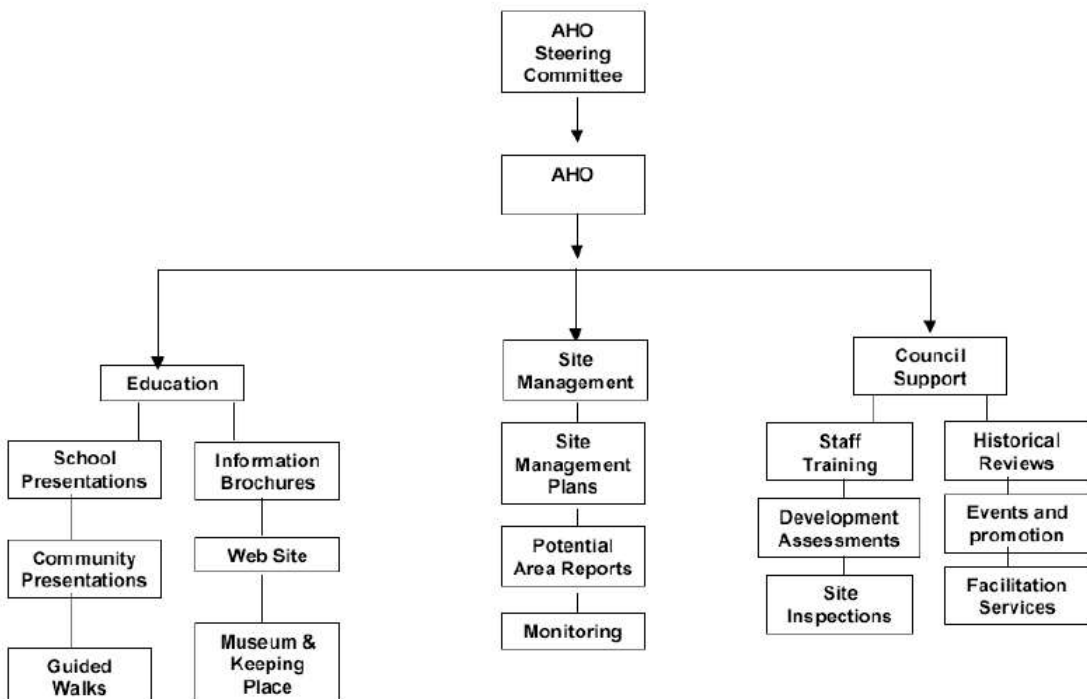 AHO
Steering
Committee
AHO
Education
Site
Management
Council
Support
School
Presentations
Information
Brochures
Site
Management
Plans
Staff
Training
Historical
Reviews
Community
Presentations
Web Site
Potential
Area Reports
Development
Assessments
Events and
promotion
Guided
Walks
Museum &
Keeping
Place
Monitoring
Site
Inspections
Facilitation
Services